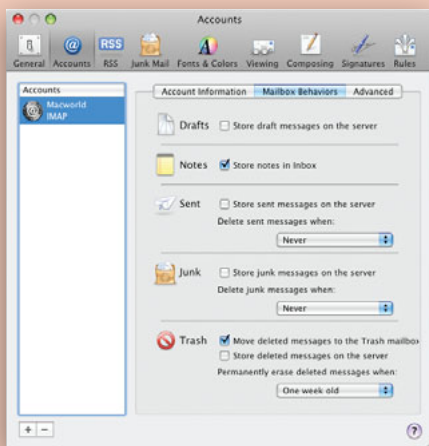 Accounts
8
@
RSS
General Accounts RSS Junk Mail Fonts & Colors Viewing Composing Signatures Rules
Accounts
Macworld
IMAP
@
Account Information Mailbox Behaviors Advanced
Drafts Store draft messages on the server
Notes Store notes in Inbox
Sent Store sent messages on the server
Delete sent messages when:
Never
Junk Store junk messages on the server
Delete junk messages when:
Never
Trash Move deleted messages to the Trash mailbox
Store deleted messages on the server
Permanently erase deleted messages when:
One week old
+ − ?